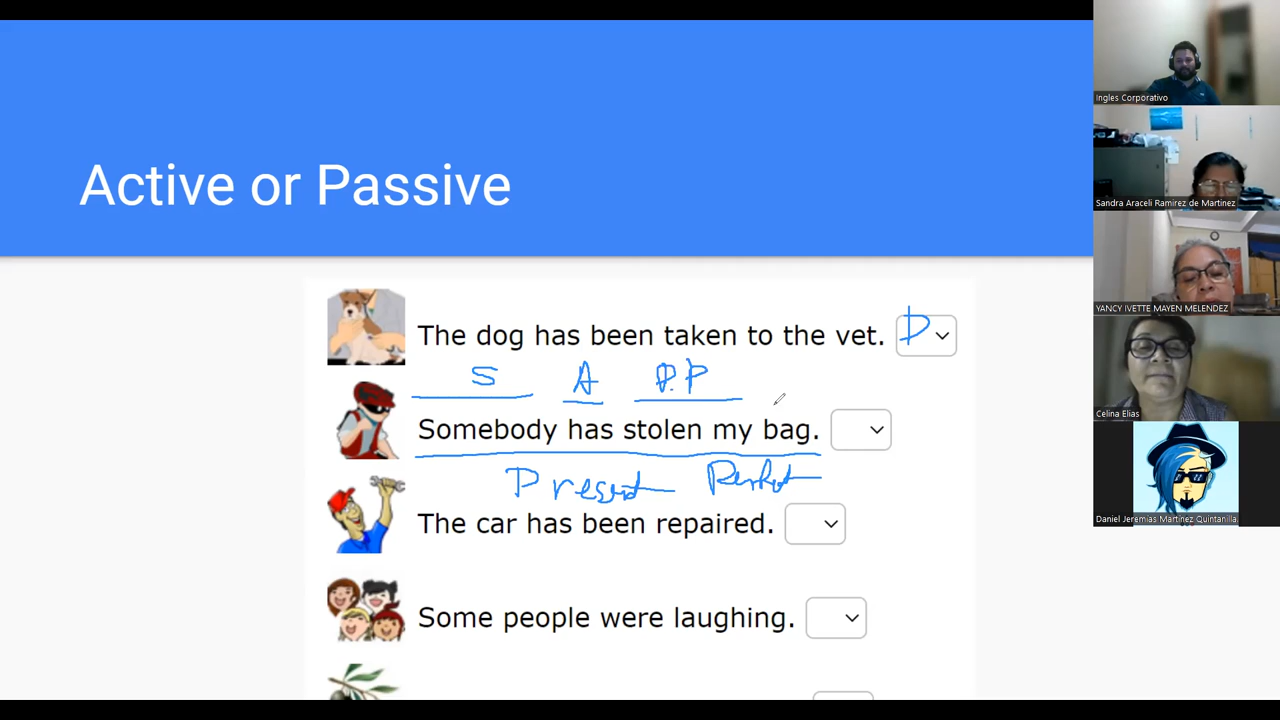 Active or Passive
The dog has been taken to the vet. P
S A P.P
Somebody has stolen my bag.
Present Perfect
The car has been repaired.
Some people were laughing.
Ingles Corporativo
Sandra Araceli Ramirez de Martinez
YANCY IVETTE MAYEN MELENDEZ
Celina Elias
Daniel Jeremias Martinez Quintanilla